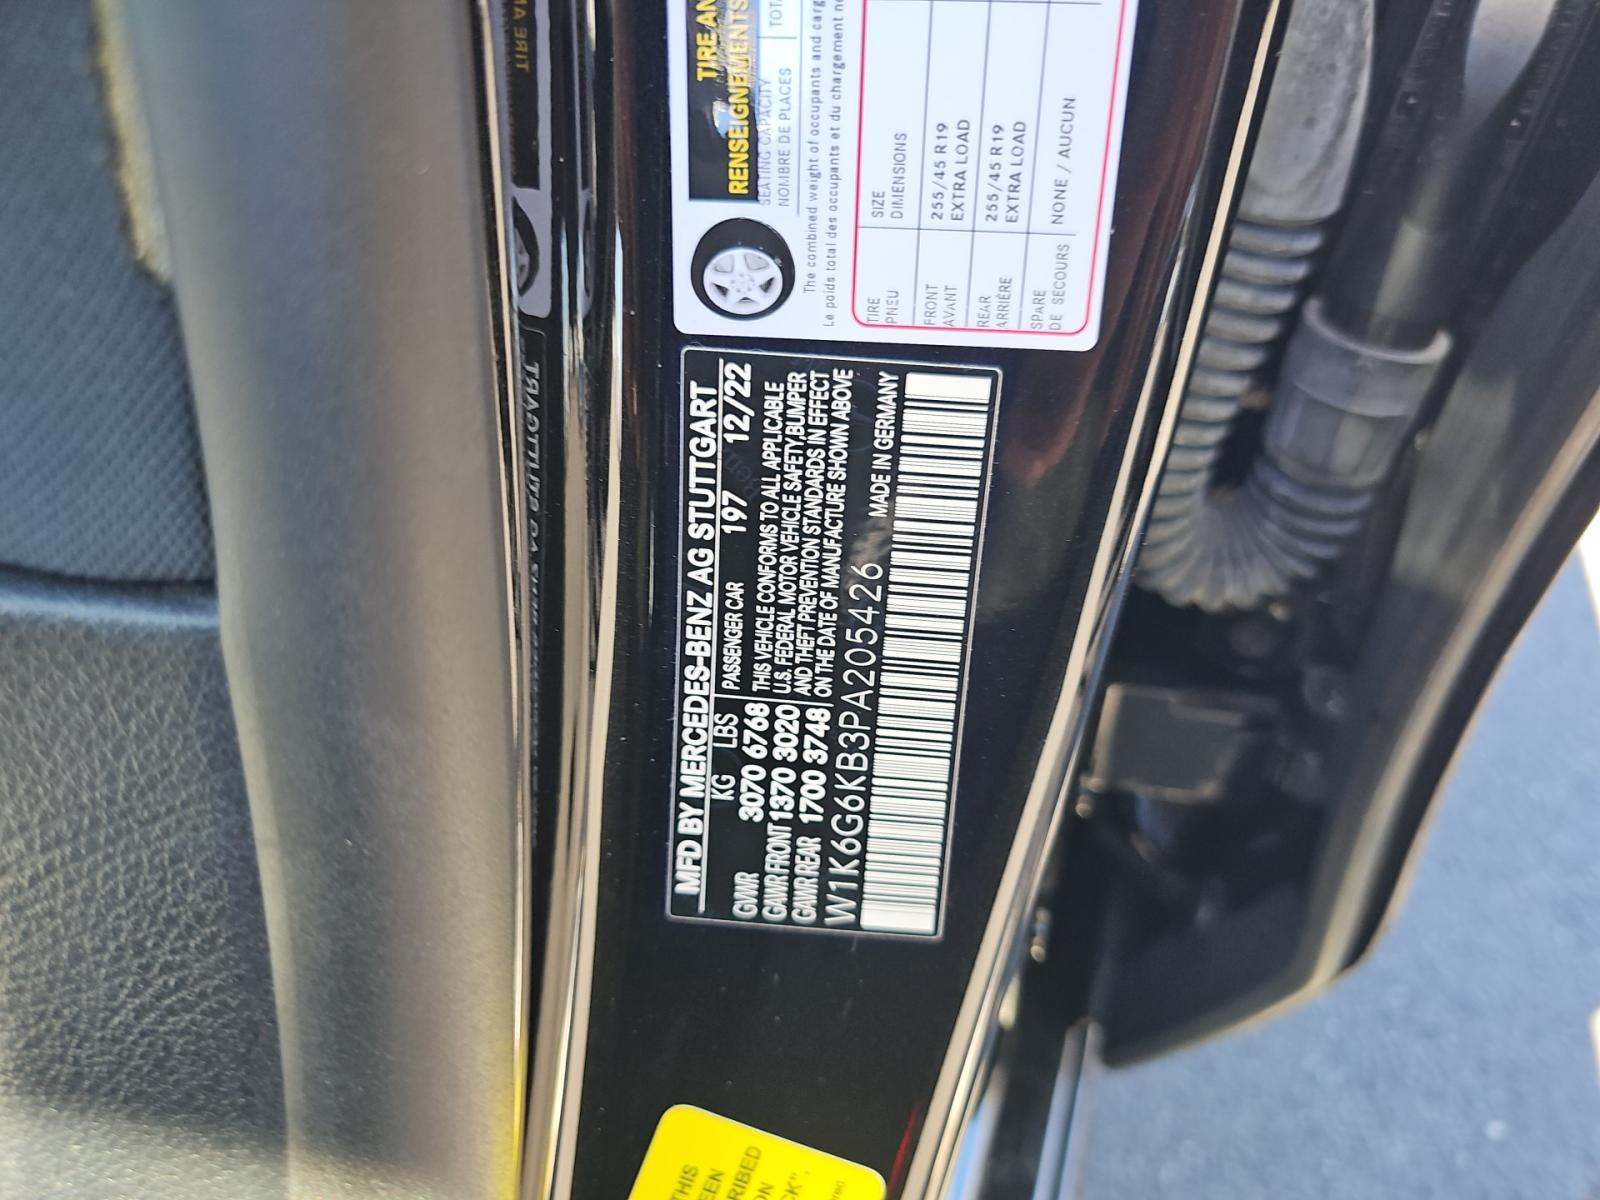 MFD BY MERCEDES-BENZ AG STUTTGART
KG LBS PASSENGER CAR 197 12/22
GVWR 3070 6768 THIS VEHICLE CONFORMS TO ALL APPLICABLE
GAWR FRONT 1370 3020 U.S. FEDERAL MOTOR VEHICLE SAFETY,BUMPER
GAWR REAR 1700 3748 AND THEFT PREVENTION STANDARDS IN EFFECT
ON THE DATE OF MANUFACTURE SHOWN ABOVE
W1K6G6KB3PA205426 MADE IN GERMANY
TIRE AN
RENSEIGNEMENTS
SEATING CAPACITY
NOMBRE DE PLACES
The combined weight of occupants and carg
Le poids total des occupants et du chargement n
TIRE SIZE
PNEU DIMENSIONS
FRONT 255/45 R19
AVANT EXTRA LOAD
REAR 255/45 R19
ARRIÈRE EXTRA LOAD
SPARE
DE SECOURS NONE / AUCUN
THIS
EEN
RIBED
ON
CK".